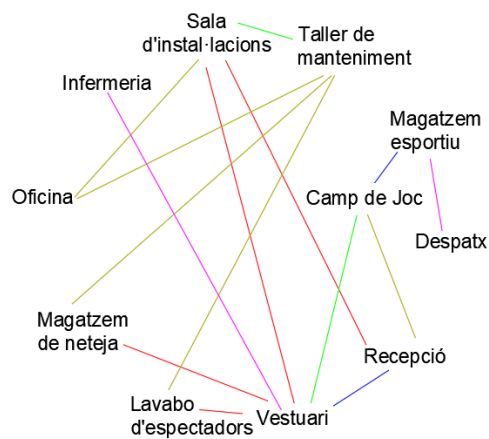 Sala
d'instal·lacions
Taller de
manteniment
Infermeria
Magatzem
esportiu
Oficina
Camp de Joc
Despatx
Magatzem
de neteja
Recepció
Lavabo
d'espectadors
Vestuari